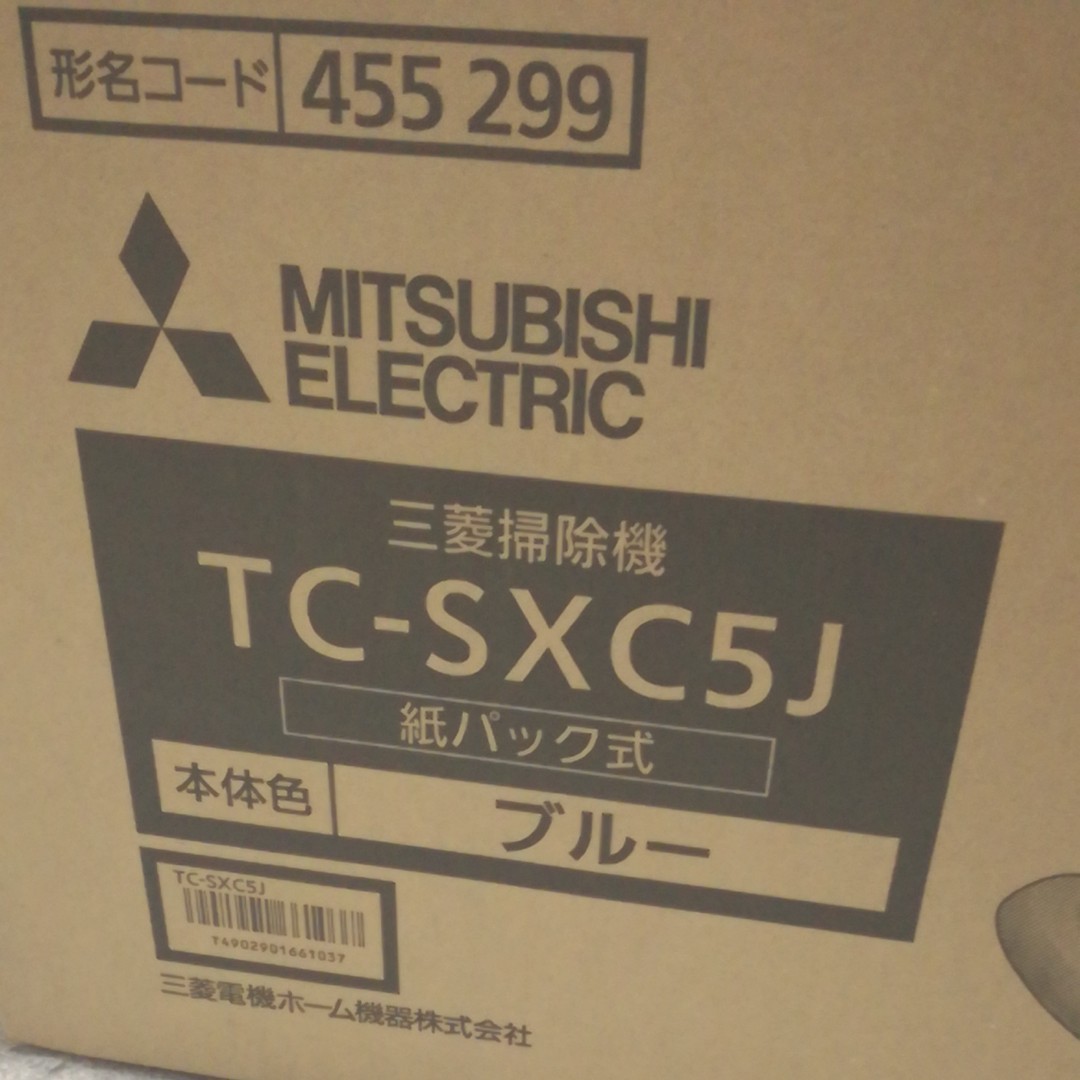 形名コード 455 299
MITSUBISHI
ELECTRIC
三菱掃除機
TC-SXC5J
紙パック式
本体色 ブルー
TC-SXC5J
T4902901661037
三菱電機ホーム機器株式会社